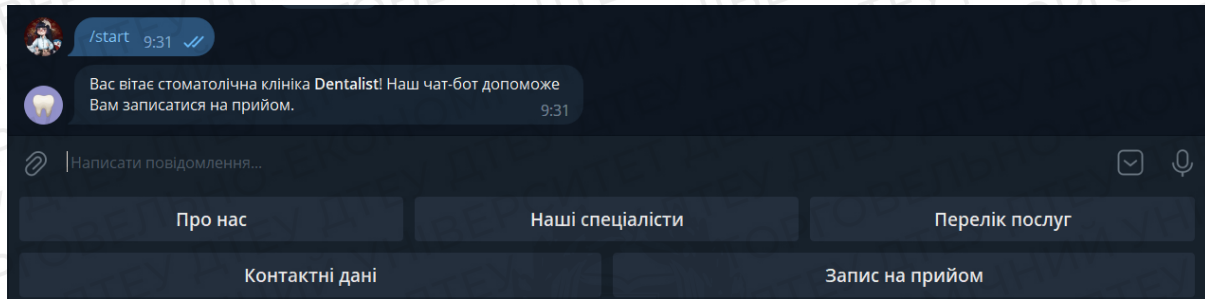 /start 9:31
Вас вітає стоматолічна клініка Dentalist! Наш чат-бот допоможе
Вам записатися на прийом. 9:31
Написати повідомлення...
Про нас Наші спеціалісти Перелік послуг
Контактні дані Запис на прийом